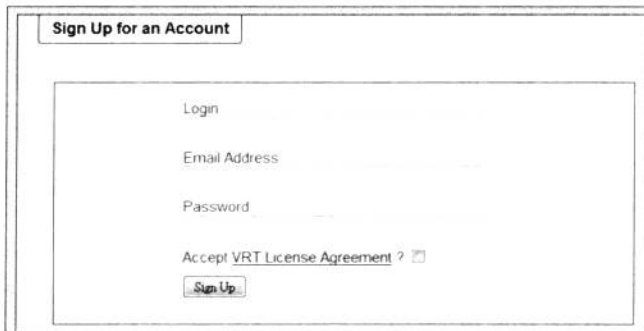 Sign Up for an Account
Login
Email Address
Password
Accept VRT License Agreement ?
Sign Up